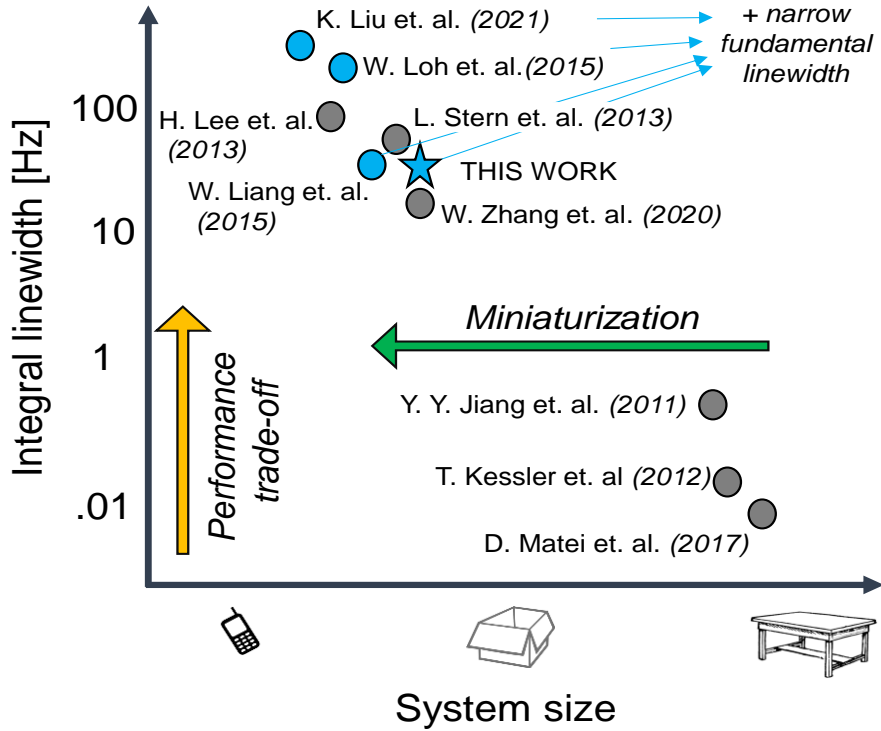 K. Liu et. al. (2021)
+ narrow
fundamental
linewidth
W. Loh et. al.(2015)
100
H. Lee et. al.
(2013)
L. Stern et. al. (2013)
THIS WORK
W. Liang et. al.
(2015)
W. Zhang et. al. (2020)
10
Integral linewidth [Hz]
Miniaturization
1
Performance
trade-off
Y. Y. Jiang et. al. (2011)
T. Kessler et. al (2012)
.01
D. Matei et. al. (2017)
System size